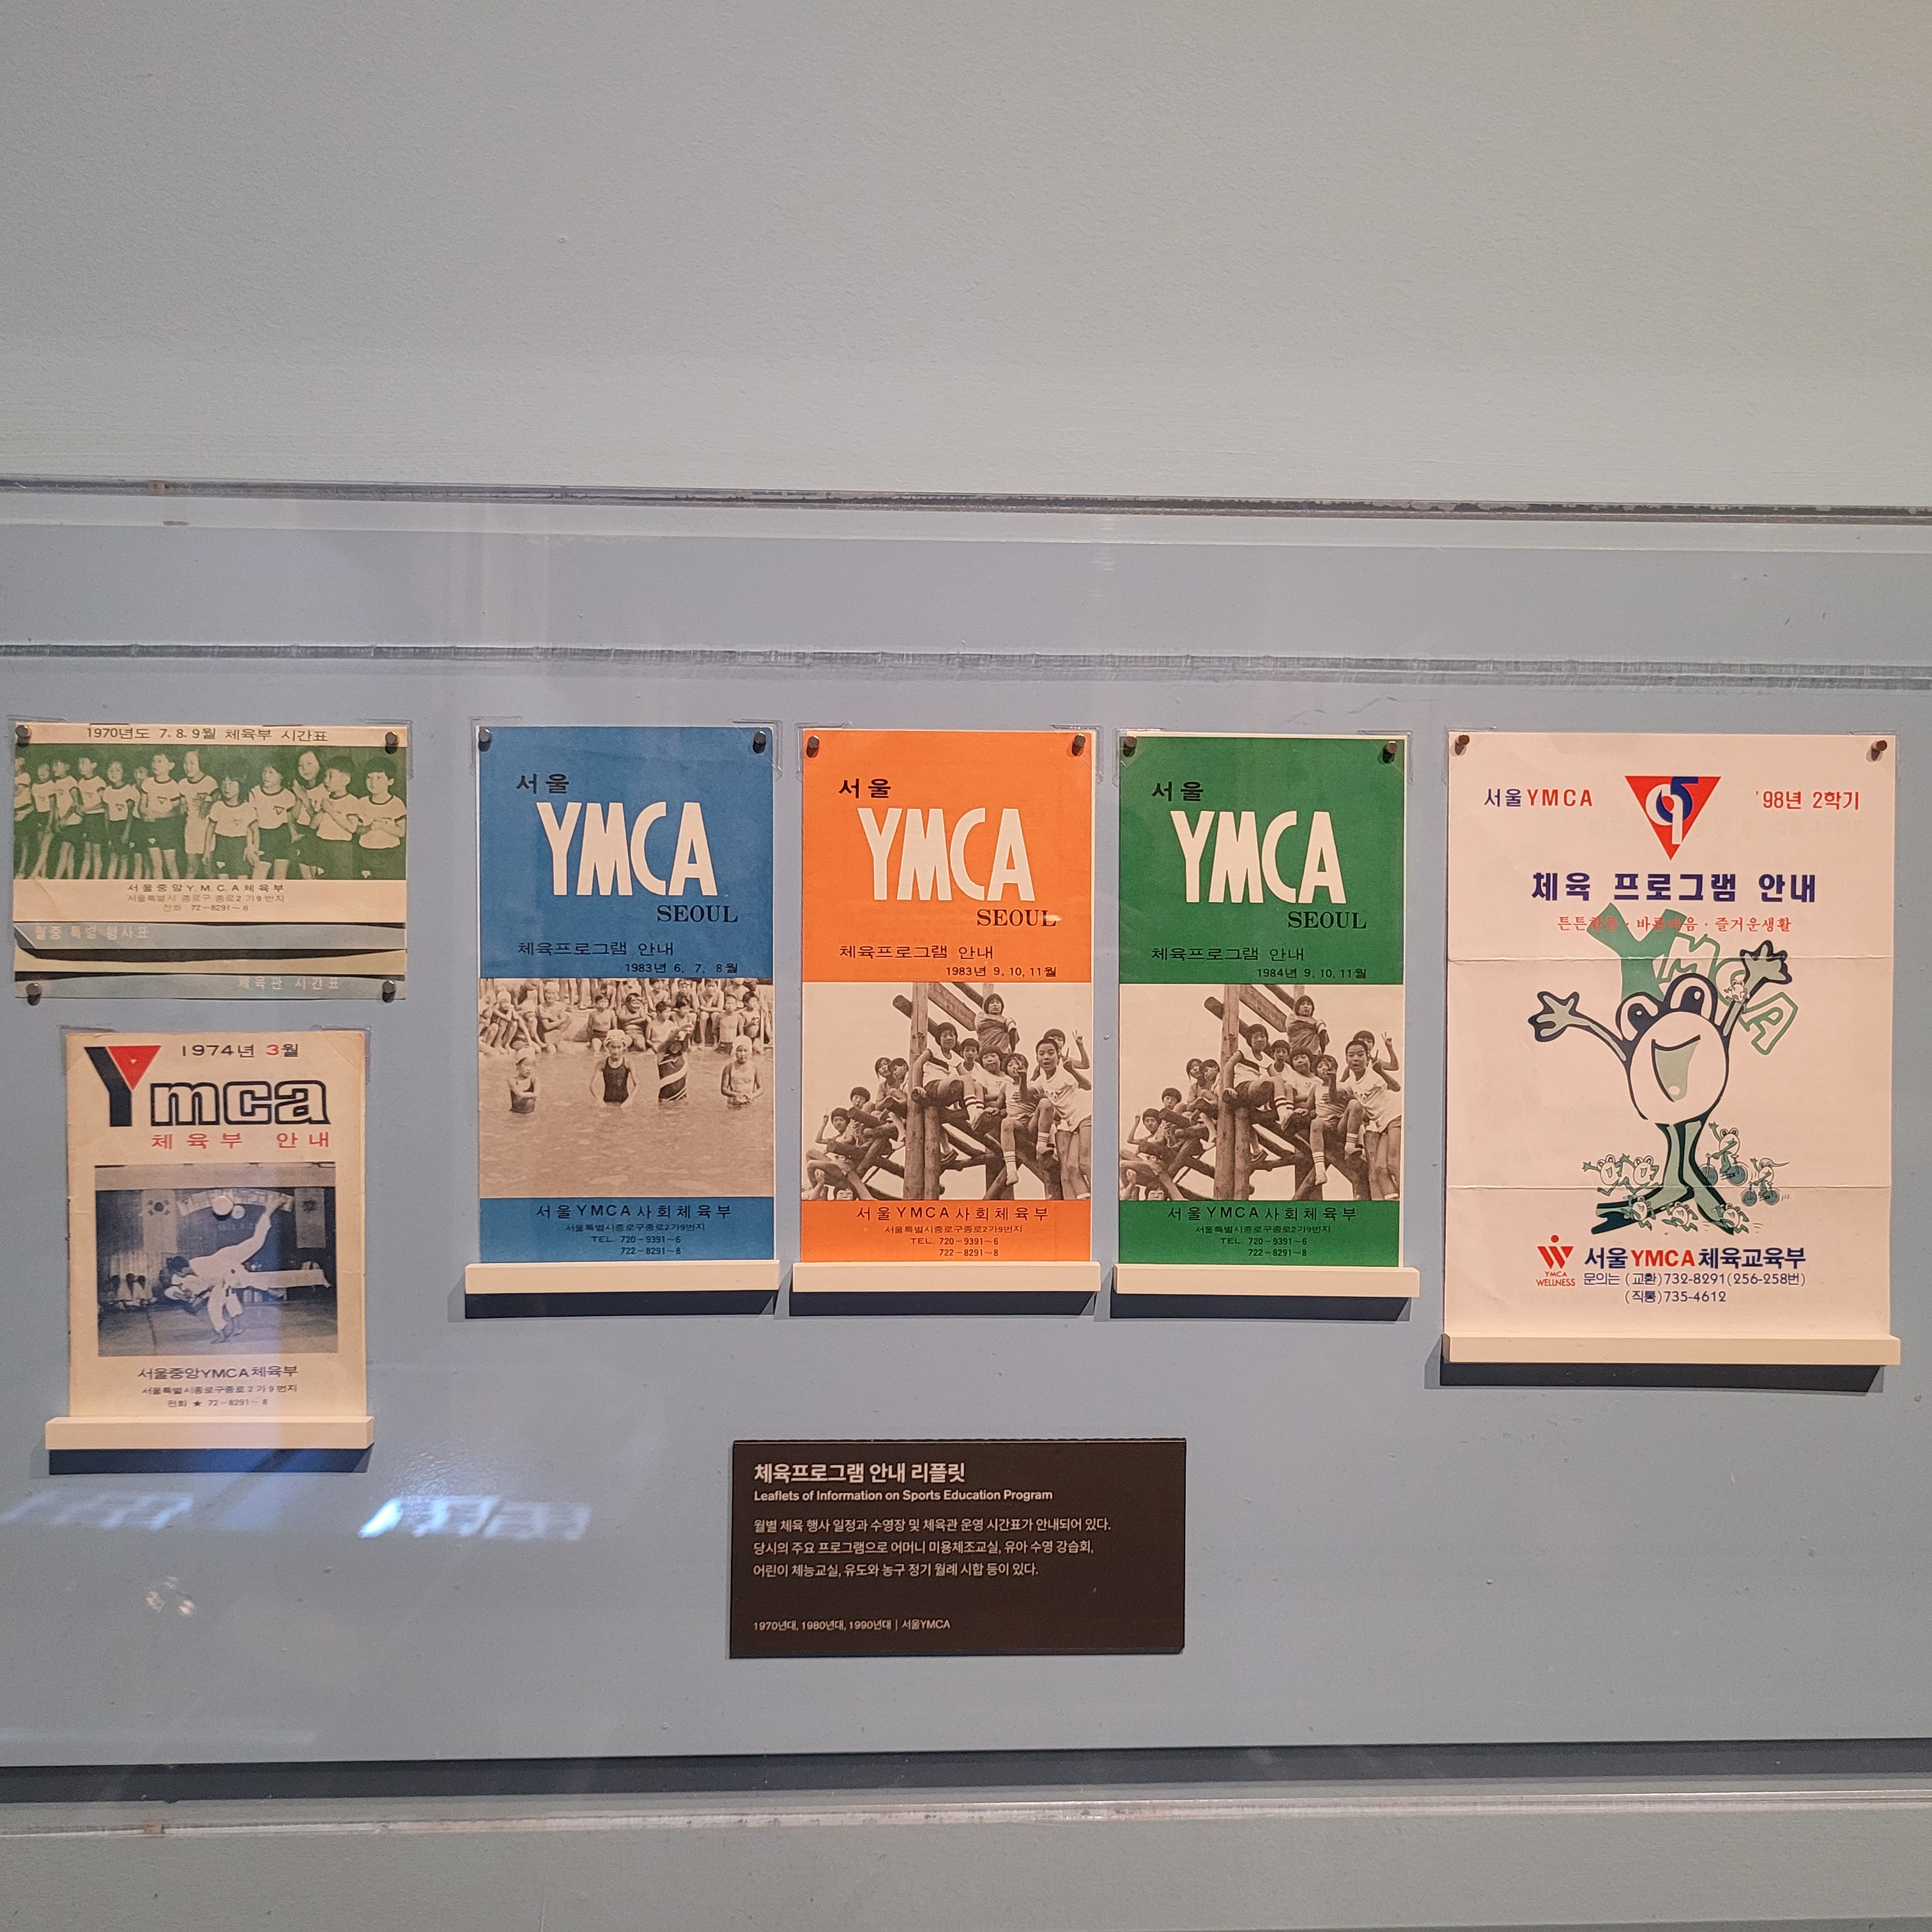 1970년도 7. 8. 9월 체육부 시간표
서울중앙Y.M.C.A체육부
서울특별시 종로구 종로2가9번지
전화 72-8291~8
월중 특별 행사표
체육관 시간표
1974년 3월
Ymca
체육부 안내
서울중앙YMCA체육부
서울특별시종로구종로2가9번지
전화 ★ 72-8291~8
서울
YMCA
SEOUL
체육프로그램 안내
1983년 6, 7, 8월
서울YMCA사회체육부
서울특별시종로구종로2가9번지
TEL. 720-9391~6
722-8291~8
서울
YMCA
SEOUL
체육프로그램 안내
1983년 9, 10, 11월
서울YMCA사회체육부
서울특별시종로구종로2가9번지
TEL. 720-9391~6
722-8291~8
서울
YMCA
SEOUL
체육프로그램 안내
1984년 9, 10, 11월
서울YMCA사회체육부
서울특별시종로구종로2가9번지
TEL. 720-9391~6
722-8291~8
서울YMCA
95
'98년 2학기
체육 프로그램 안내
튼튼한몸·바른마음·즐거운생활
YMCA
YMCA
WELLNESS
서울YMCA체육교육부
문의는 (교환)732-8291(256-258번)
(직통)735-4612
체육프로그램 안내 리플릿
Leaflets of Information on Sports Education Program
월별 체육 행사 일정과 수영장 및 체육관 운영 시간표가 안내되어 있다.
당시의 주요 프로그램으로 어머니 미용체조교실, 유아 수영 강습회,
어린이 체능교실, 유도와 농구 정기 월례 시합 등이 있다.
1970년대, 1980년대, 1990년대 | 서울YMCA